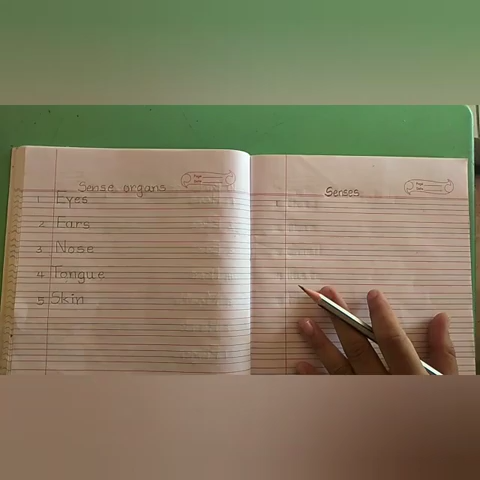 Sense organs
1. Eyes
2. Ears
3. Nose
4. Tongue
5. Skin
Senses
1.